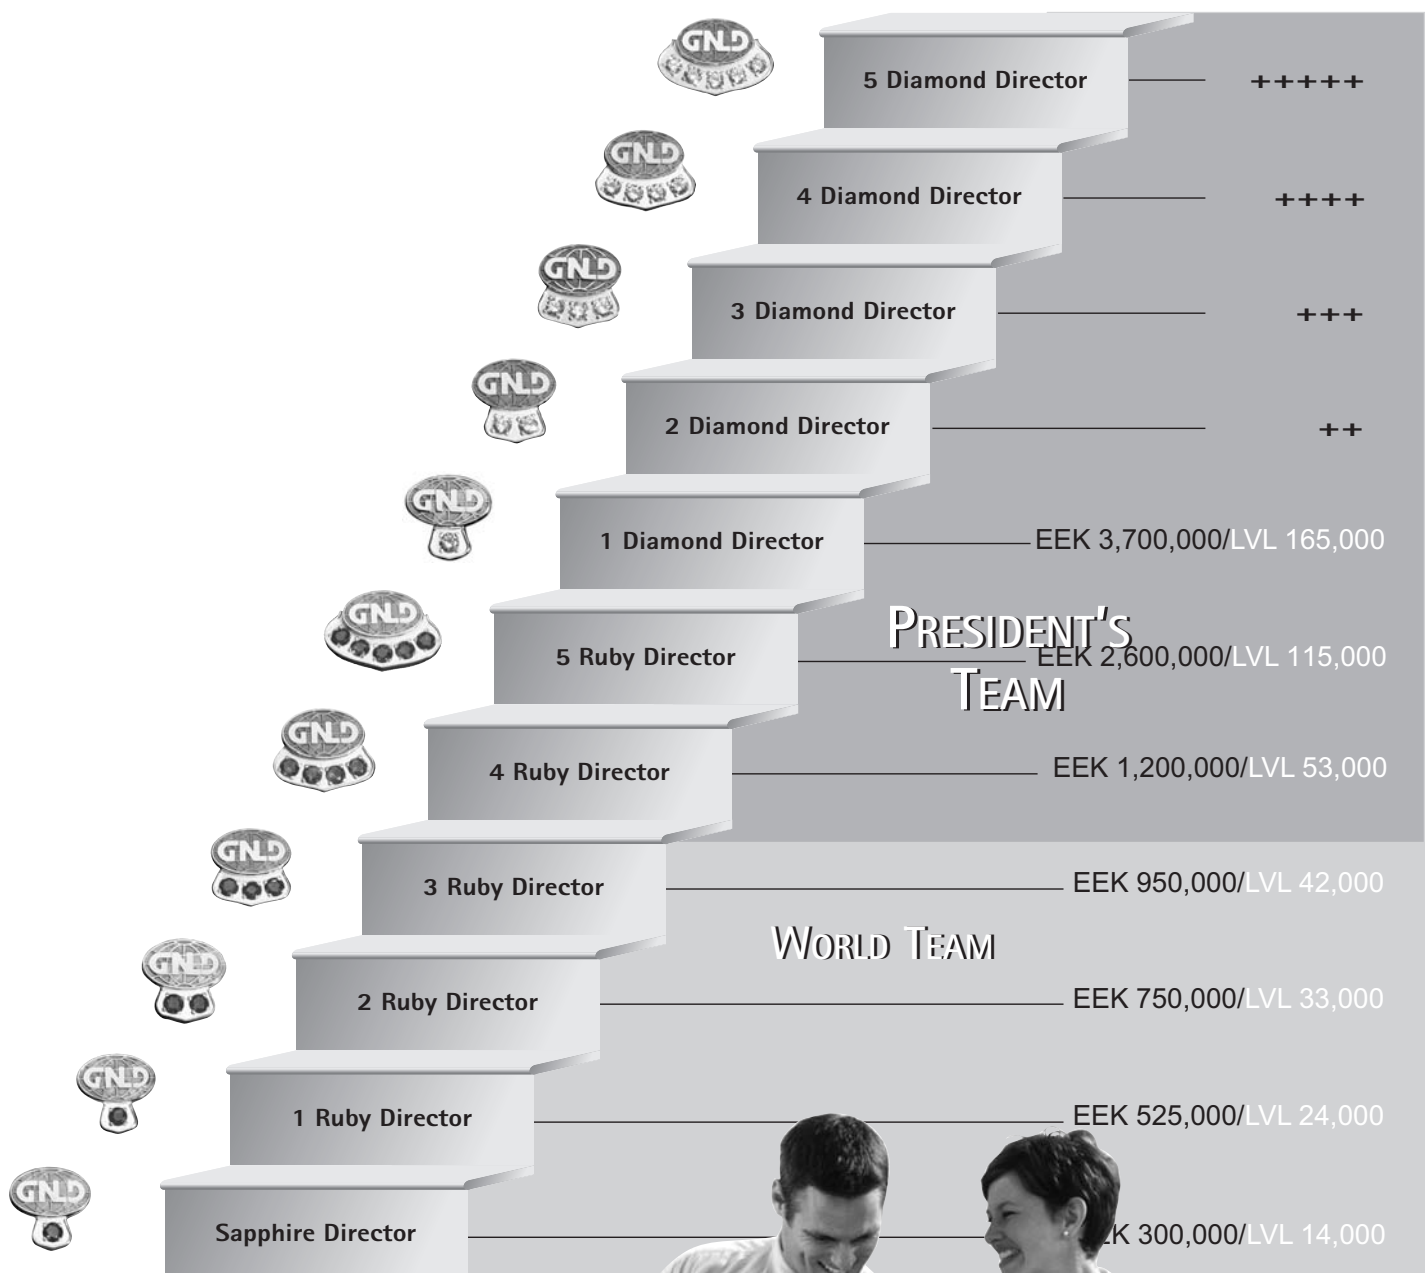 GNLD
5 Diamond Director +++++
GNLD
4 Diamond Director ++++
GNLD
3 Diamond Director +++
GNLD
2 Diamond Director ++
GNLD
1 Diamond Director EEK 3,700,000/LVL 165,000
GNLD
PRESIDENT'S
5 Ruby Director EEK 2,600,000/LVL 115,000
TEAM
GNLD
4 Ruby Director EEK 1,200,000/LVL 53,000
GNLD
3 Ruby Director EEK 950,000/LVL 42,000
WORLD TEAM
GNLD
2 Ruby Director EEK 750,000/LVL 33,000
GNLD
1 Ruby Director EEK 525,000/LVL 24,000
GNLD
Sapphire Director 300,000/LVL 14,000